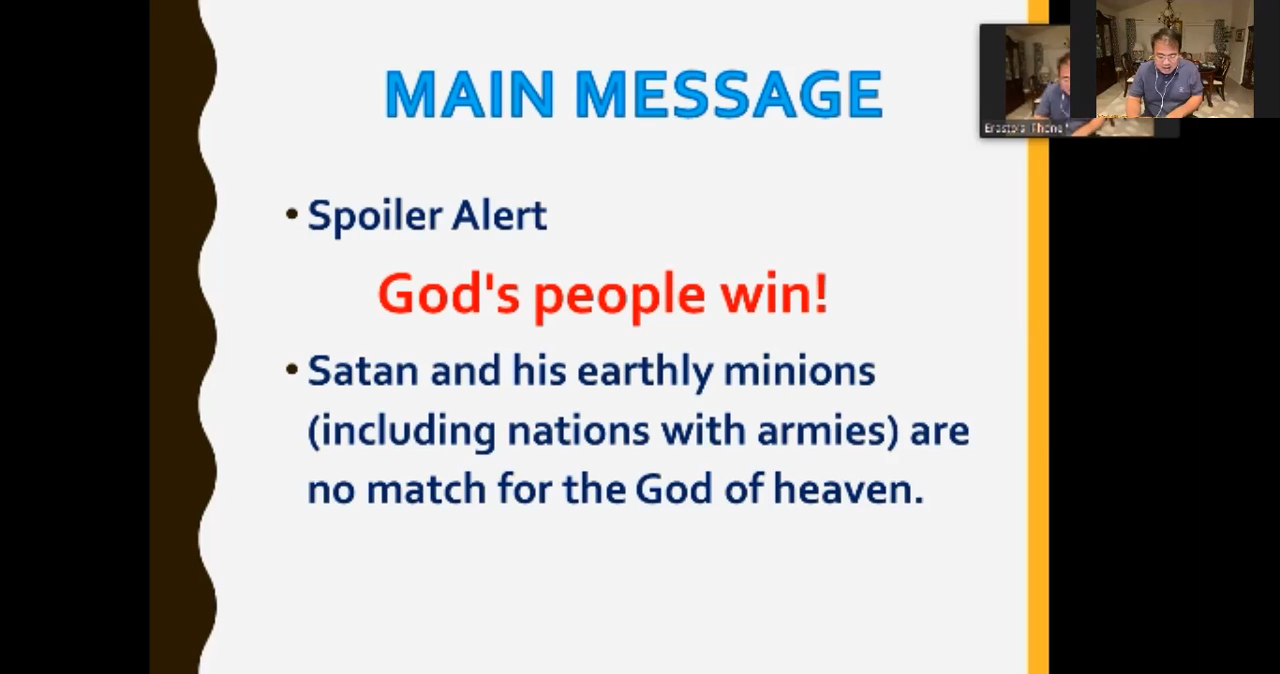 MAIN MESSAGE
• Spoiler Alert
God's people win!
• Satan and his earthly minions
(including nations with armies) are
no match for the God of heaven.